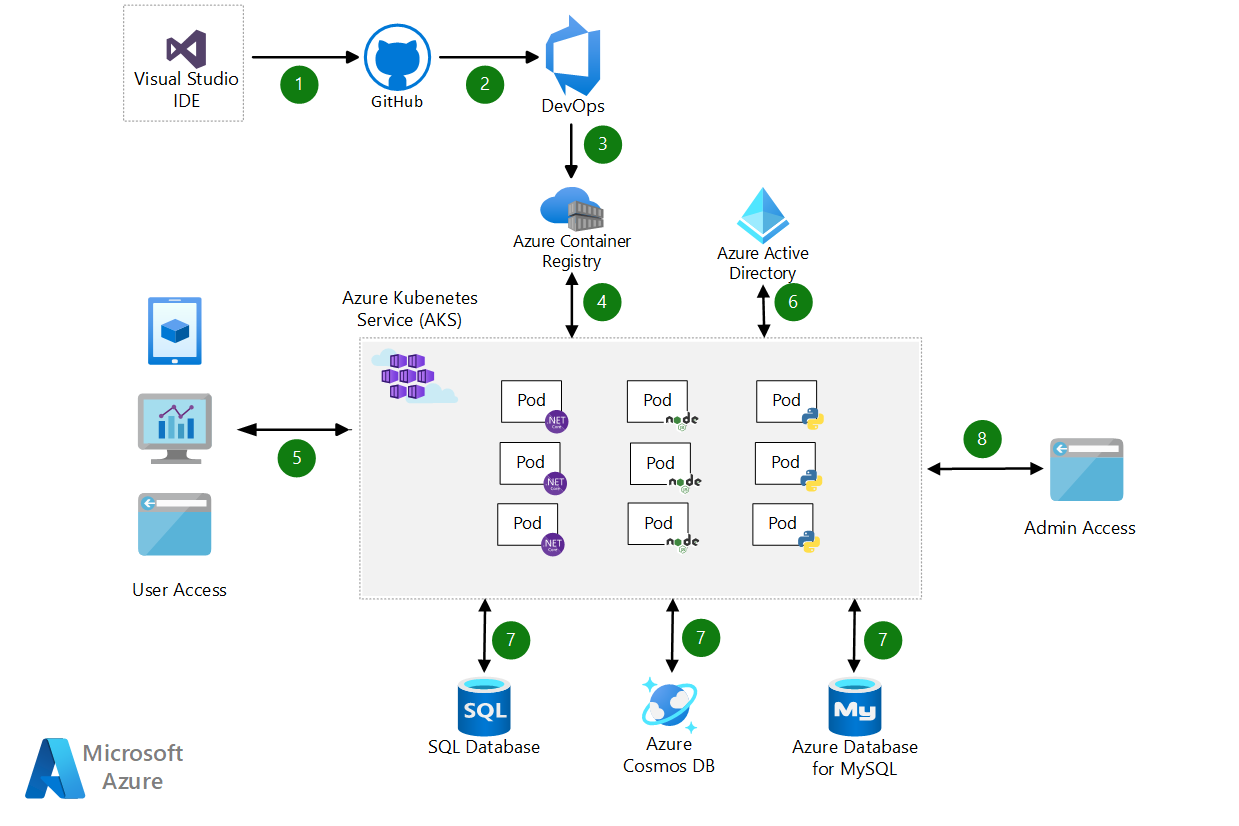 Visual Studio
IDE
1
GitHub
2
DevOps
3
Azure Container
Registry
Azure Active
Directory
4
6
Azure Kubenetes
Service (AKS)
Pod
.NET
Core
Pod
node
Pod
Pod
.NET
Core
Pod
node
Pod
Pod
.NET
Core
Pod
node
Pod
5
User Access
8
Admin Access
7
7
7
SQL
SQL Database
Azure
Cosmos DB
My
Azure Database
for MySQL
Microsoft
Azure